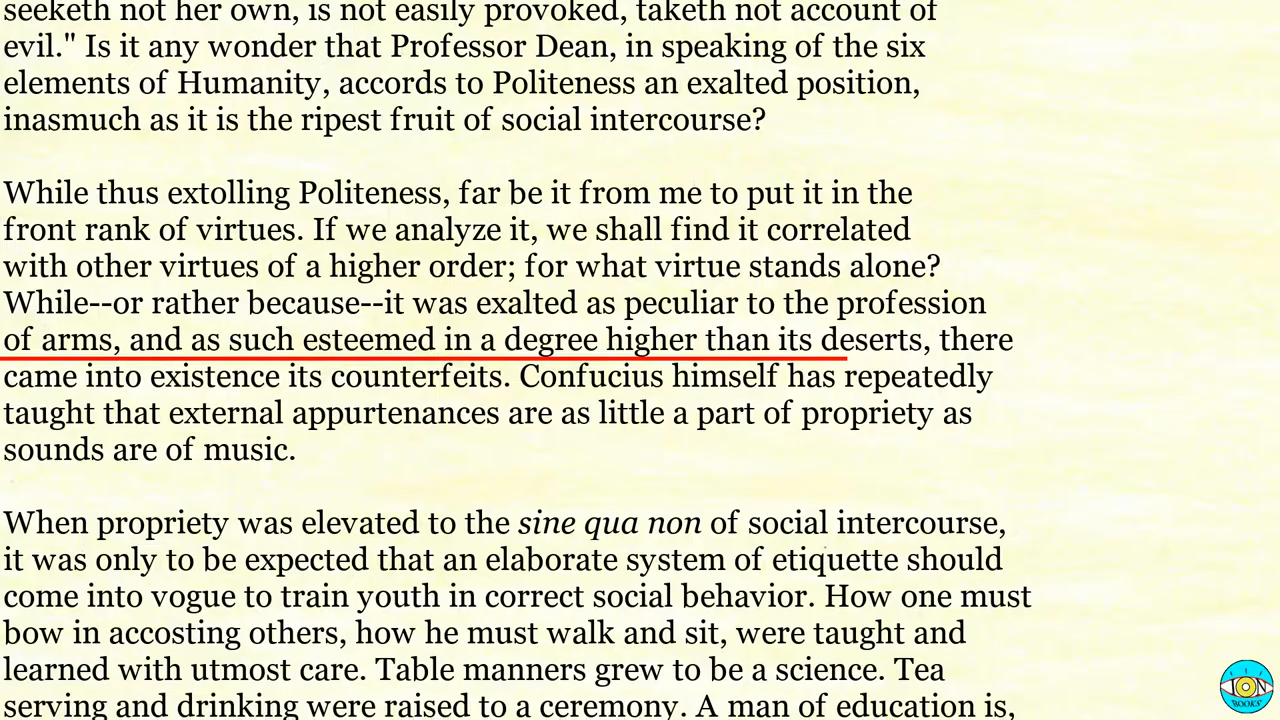 seeketh not her own, is not easily provoked, taketh not account of
evil." Is it any wonder that Professor Dean, in speaking of the six
elements of Humanity, accords to Politeness an exalted position,
inasmuch as it is the ripest fruit of social intercourse?
While thus extolling Politeness, far be it from me to put it in the
front rank of virtues. If we analyze it, we shall find it correlated
with other virtues of a higher order; for what virtue stands alone?
While--or rather because--it was exalted as peculiar to the profession
of arms, and as such esteemed in a degree higher than its deserts, there
came into existence its counterfeits. Confucius himself has repeatedly
taught that external appurtenances are as little a part of propriety as
sounds are of music.
When propriety was elevated to the sine qua non of social intercourse,
it was only to be expected that an elaborate system of etiquette should
come into vogue to train youth in correct social behavior. How one must
bow in accosting others, how he must walk and sit, were taught and
learned with utmost care. Table manners grew to be a science. Tea
serving and drinking were raised to a ceremony. A man of education is,
ION
BOOKS